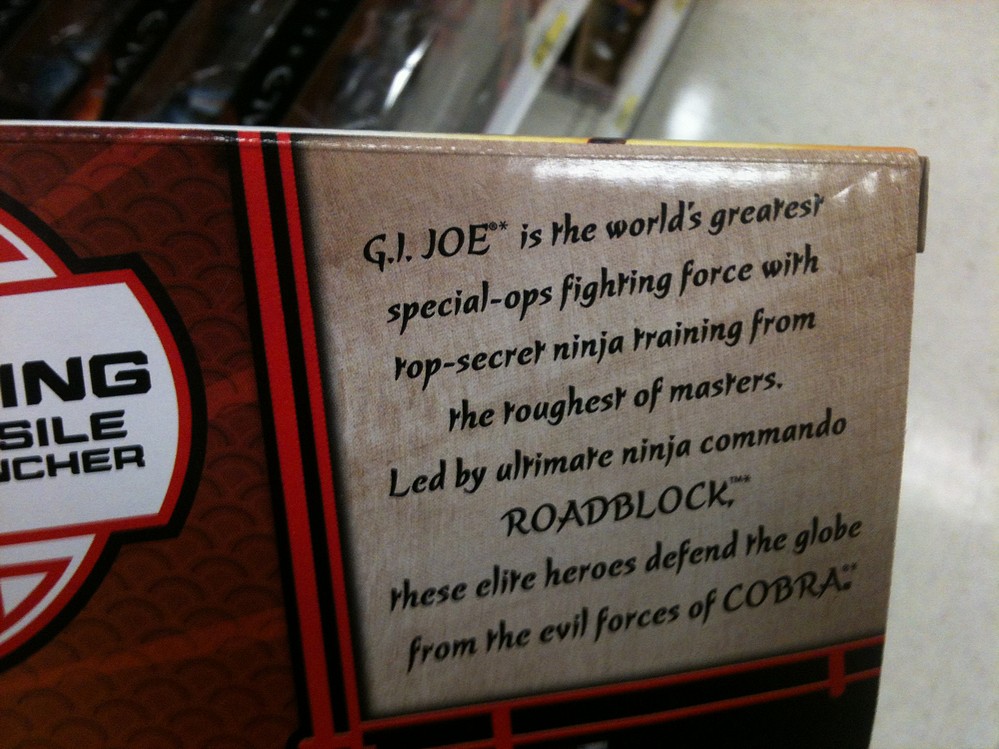 ING
SILE
NCHER
G.I. JOE®* is the world's greatest
special-ops fighting force with
top-secret ninja training from
the toughest of masters.
Led by ultimate ninja commando
ROADBLOCK,™*
these elite heroes defend the globe
from the evil forces of COBRA.®*